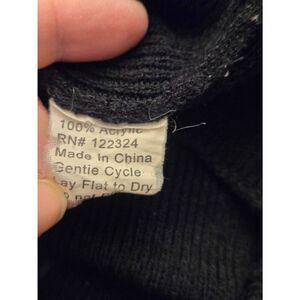 100% Acrylic
RN# 122324
Made in China
Gentle Cycle
Lay Flat to Dry